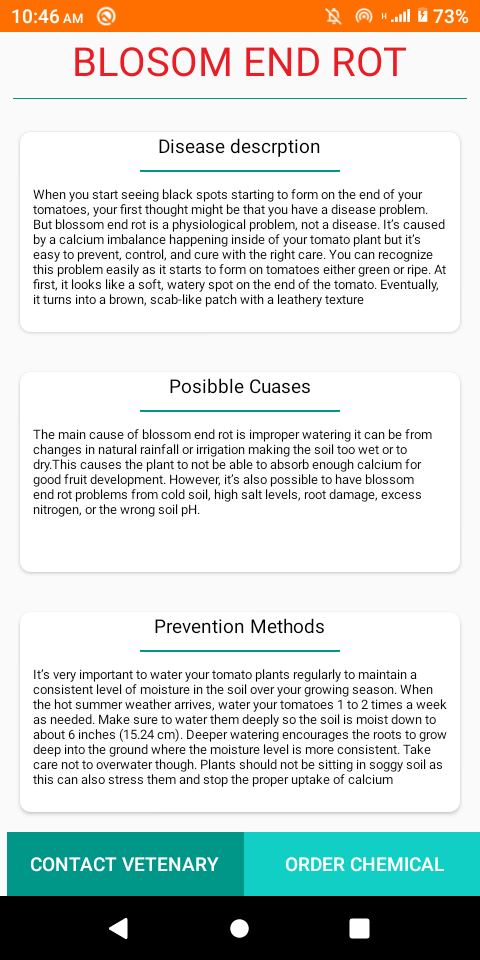 10:46 AM
H
73%
BLOSOM END ROT
Disease descrption
When you start seeing black spots starting to form on the end of your
tomatoes, your first thought might be that you have a disease problem.
But blossom end rot is a physiological problem, not a disease. It’s caused
by a calcium imbalance happening inside of your tomato plant but it’s
easy to prevent, control, and cure with the right care. You can recognize
this problem easily as it starts to form on tomatoes either green or ripe. At
first, it looks like a soft, watery spot on the end of the tomato. Eventually,
it turns into a brown, scab-like patch with a leathery texture
Posibble Cuases
The main cause of blossom end rot is improper watering it can be from
changes in natural rainfall or irrigation making the soil too wet or to
dry.This causes the plant to not be able to absorb enough calcium for
good fruit development. However, it’s also possible to have blossom
end rot problems from cold soil, high salt levels, root damage, excess
nitrogen, or the wrong soil pH.
Prevention Methods
It’s very important to water your tomato plants regularly to maintain a
consistent level of moisture in the soil over your growing season. When
the hot summer weather arrives, water your tomatoes 1 to 2 times a week
as needed. Make sure to water them deeply so the soil is moist down to
about 6 inches (15.24 cm). Deeper watering encourages the roots to grow
deep into the ground where the moisture level is more consistent. Take
care not to overwater though. Plants should not be sitting in soggy soil as
this can also stress them and stop the proper uptake of calcium
CONTACT VETENARY
ORDER CHEMICAL